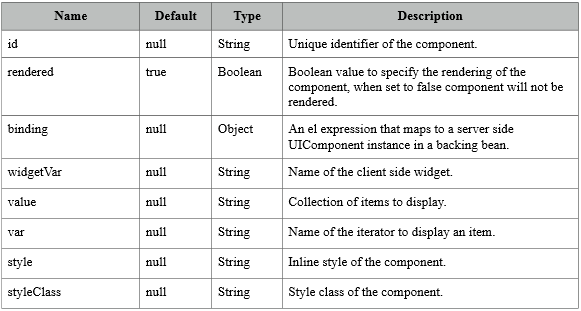 Name Default Type Description
id null String Unique identifier of the component.
rendered true Boolean Boolean value to specify the rendering of the
component, when set to false component will not be
rendered.
binding null Object An el expression that maps to a server side
UIComponent instance in a backing bean.
widgetVar null String Name of the client side widget.
value null String Collection of items to display.
var null String Name of the iterator to display an item.
style null String Inline style of the component.
styleClass null String Style class of the component.